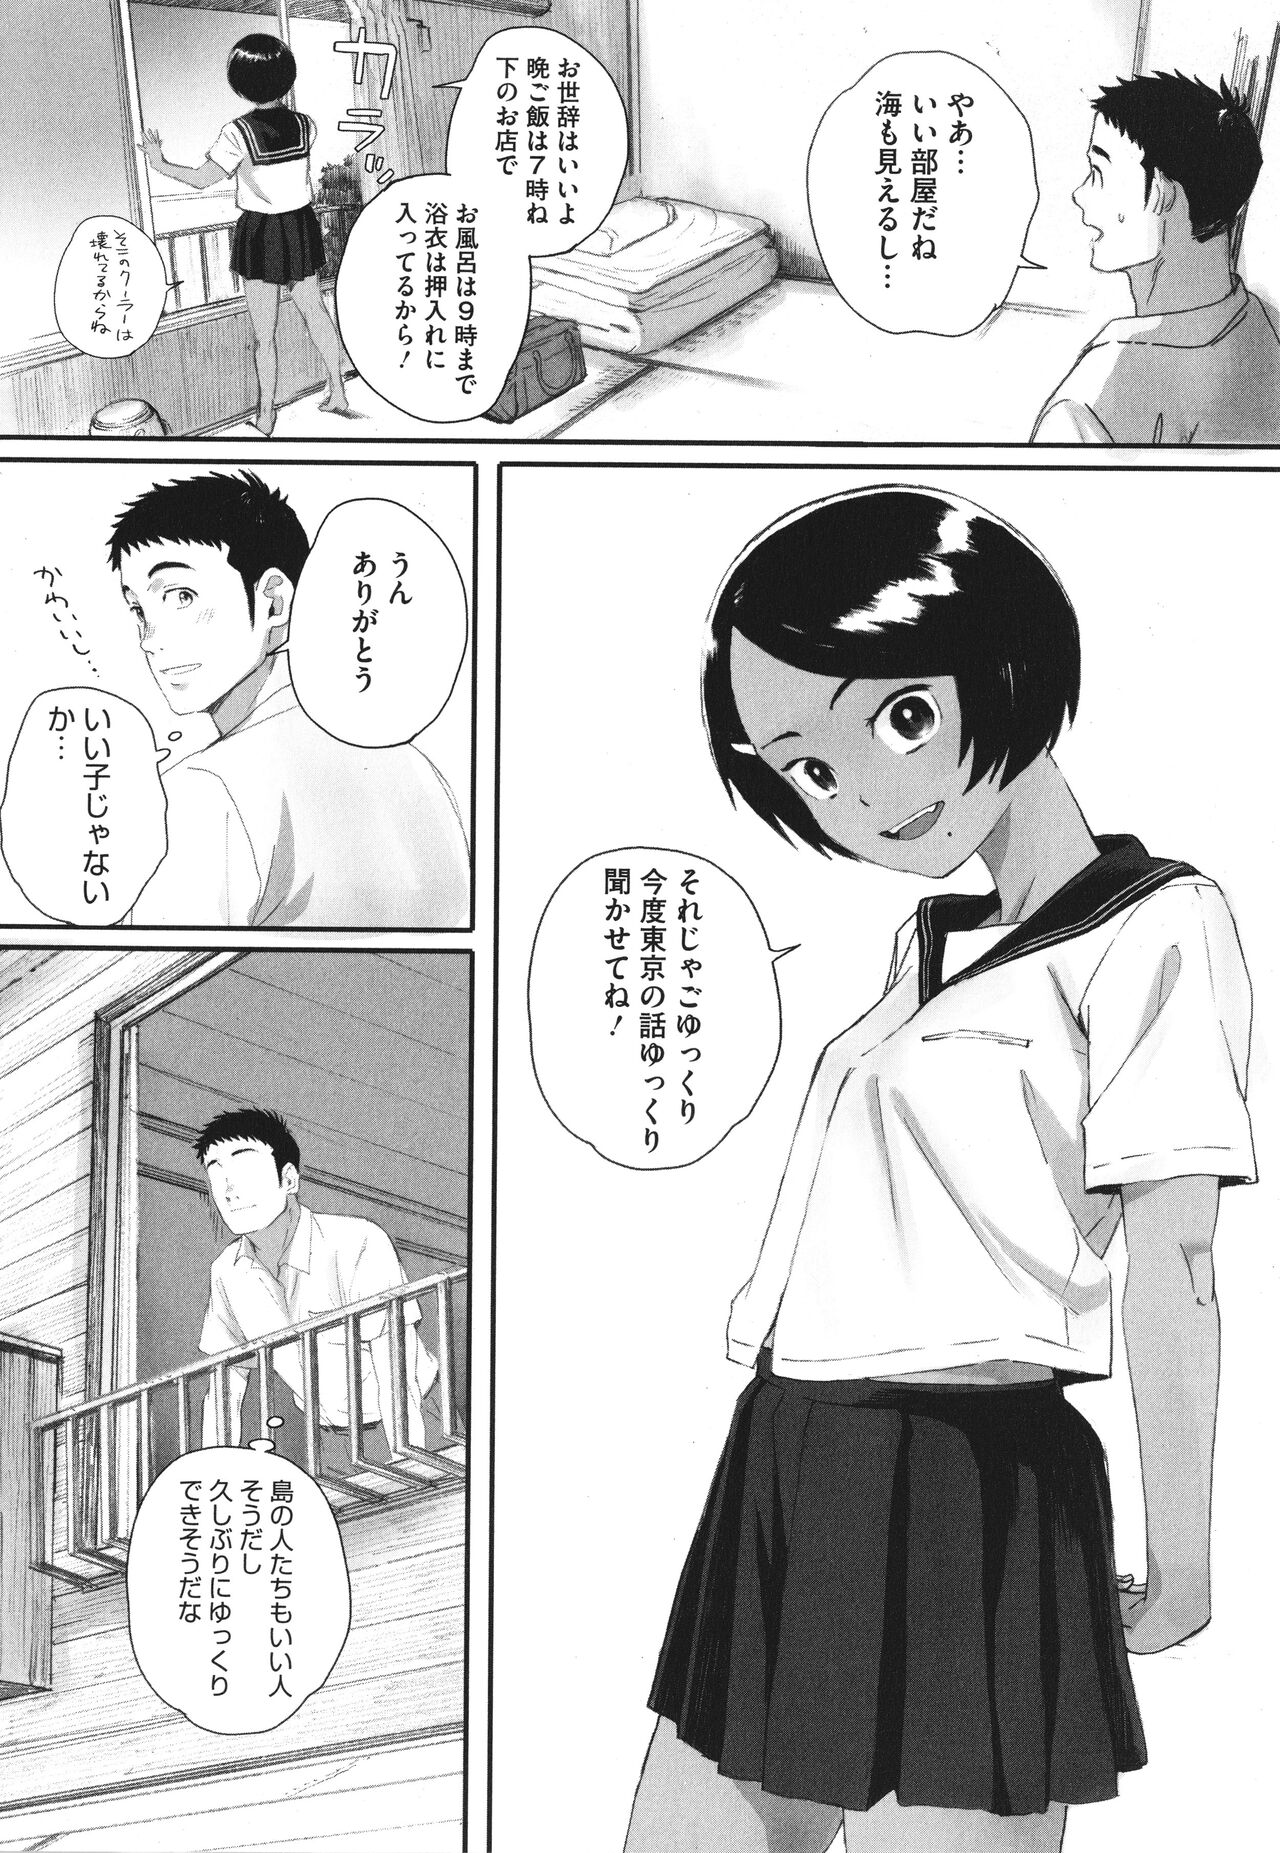 やあ…
いい部屋だね
海も見えるし…
お世辞はいいよ
晩ご飯は7時ね
下のお店で
お風呂は9時まで
浴衣は押入れに
入ってるから！
カラッ
そこのクーラーは
壊れてるからね
それじゃごゆっくり
今度東京の話ゆっくり
聞かせてね！
うん
ありがとう
かわいい…
いい子じゃない
か…
島の人たちもいい人
そうだし
久しぶりにゆっくり
できそうだな